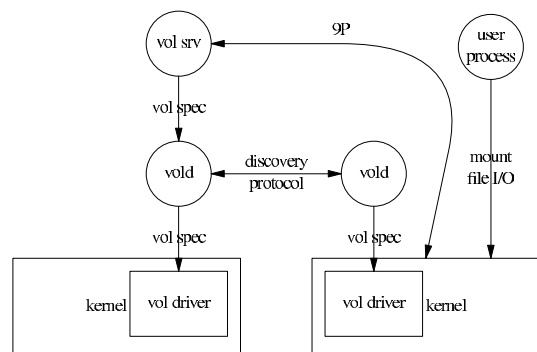 9P
vol srv
user
process
vol spec
vold
discovery
protocol
vold
mount
file I/O
vol spec
vol spec
kernel
vol driver
vol driver
kernel